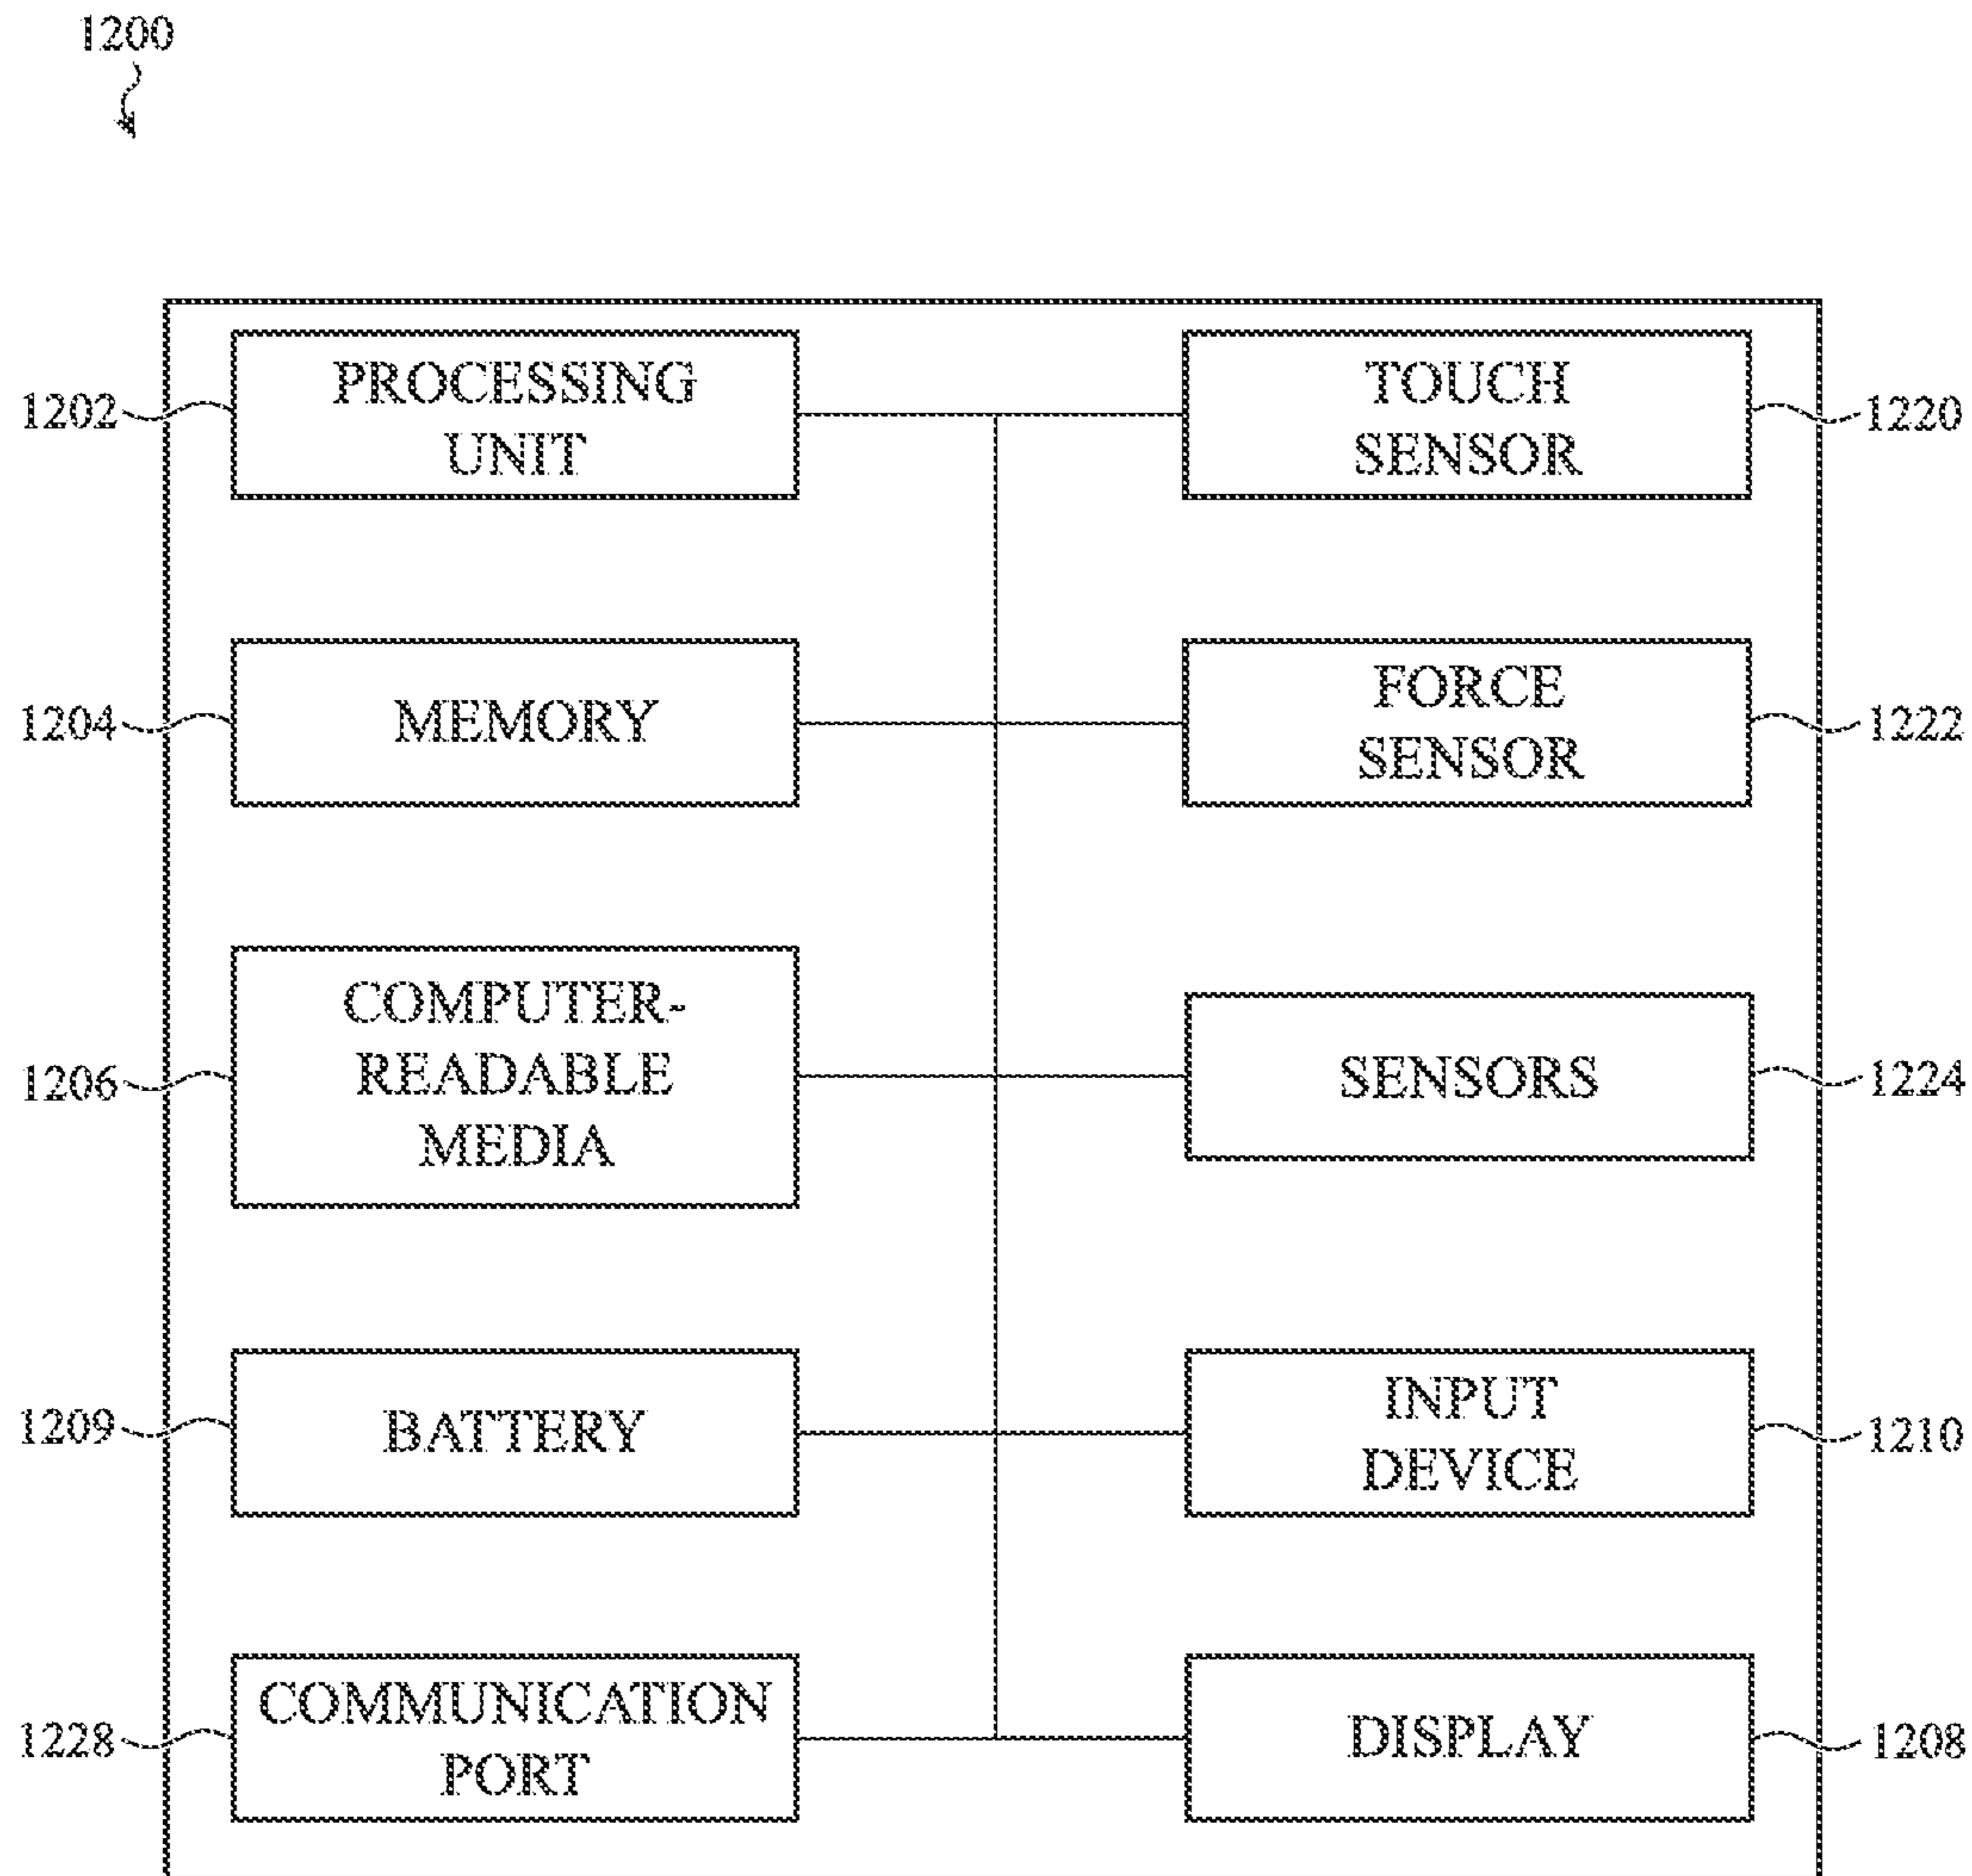 1200
1202
PROCESSING
UNIT
TOUCH
SENSOR
1220
1204
MEMORY
FORCE
SENSOR
1222
1206
COMPUTER-
READABLE
MEDIA
SENSORS
1224
1209
BATTERY
INPUT
DEVICE
1210
1228
COMMUNICATION
PORT
DISPLAY
1208